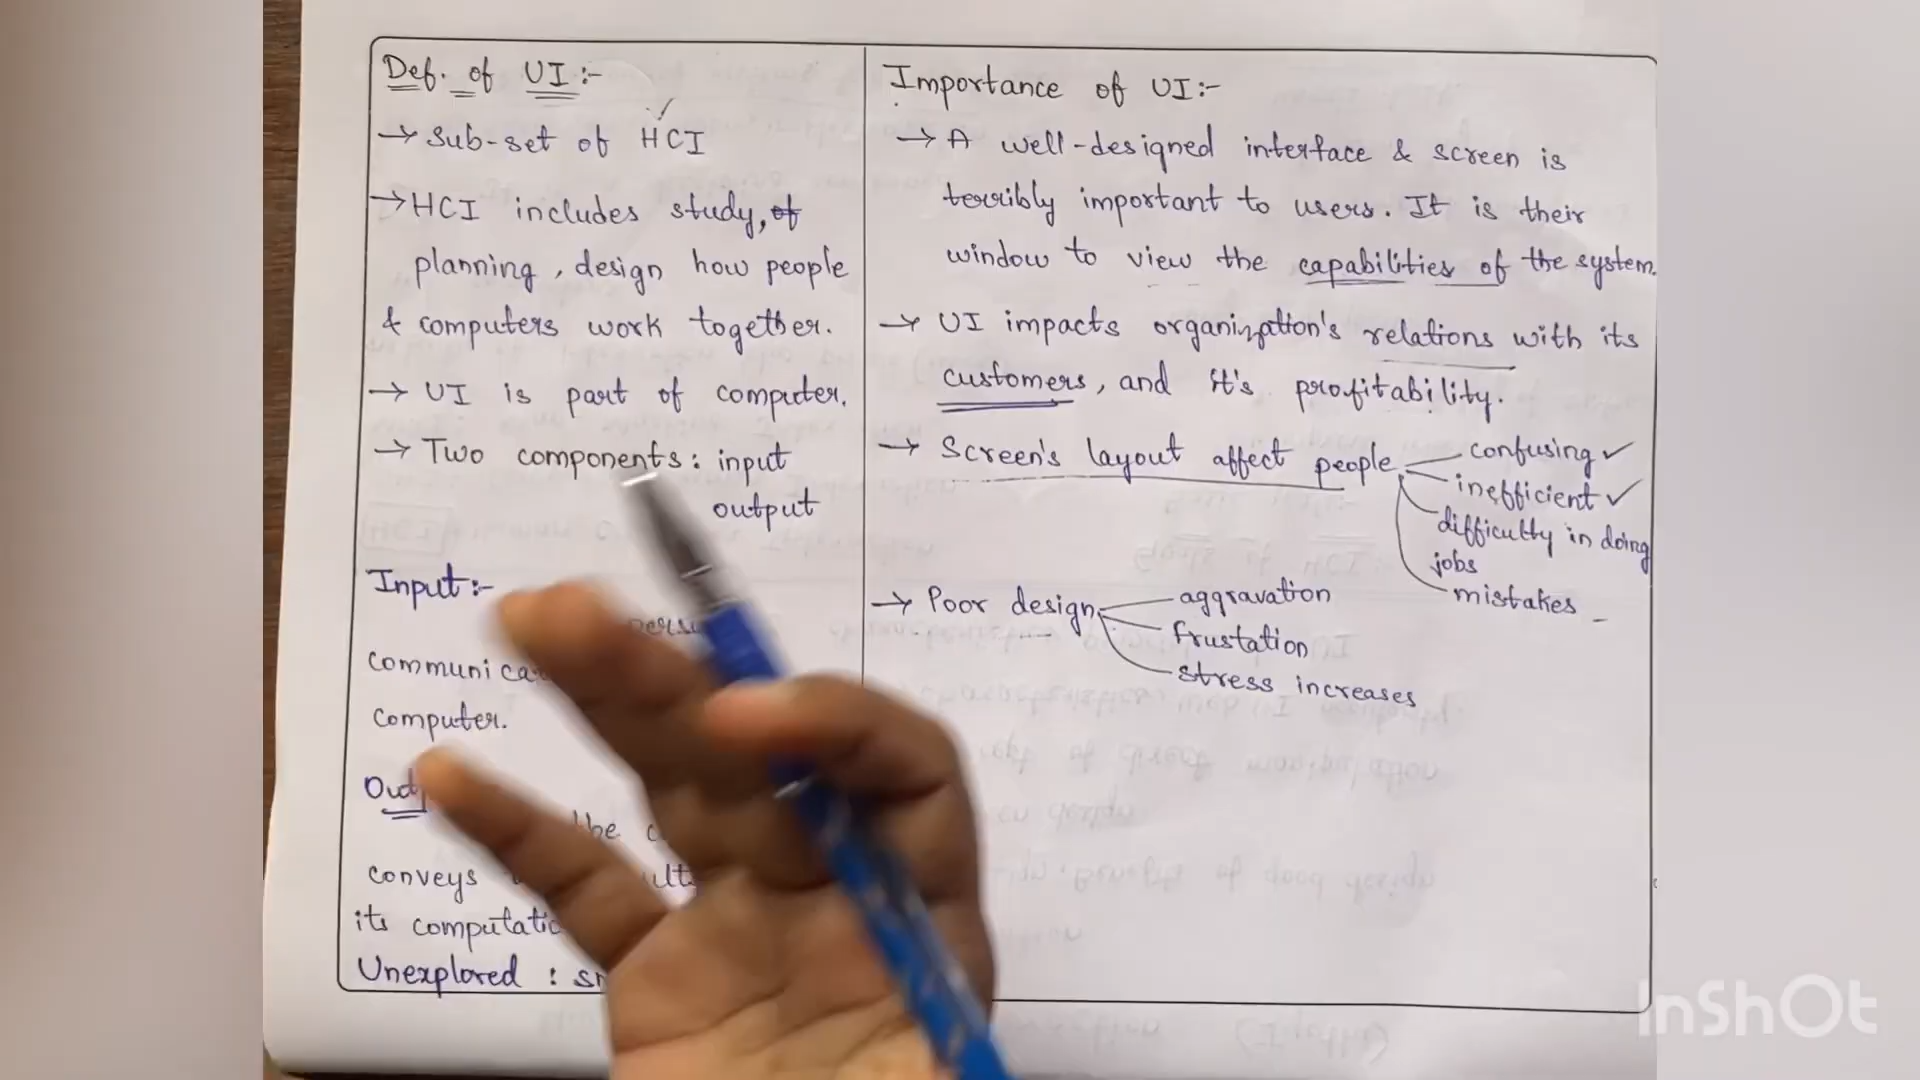 Def. of UI:-
→ sub-set of HCI
→ HCI includes study, of
planning, design how people
& computers work together.
→ UI is part of computer.
→ Two components: input
output
Input:-
communi
computer.
the
conveys
its
Unexplored :
Importance of UI:-
→ A well-designed interface & screen is
terribly important to users. It is their
window to view the capabilities of the system.
→ UI impacts organization's relations with its
customers, and it's profitability.
→ Screen's layout affect people
confusing ✓
inefficient ✓
difficulty in doing
jobs
mistakes
→ Poor design
aggravation
frustation
stress increases
InShOt